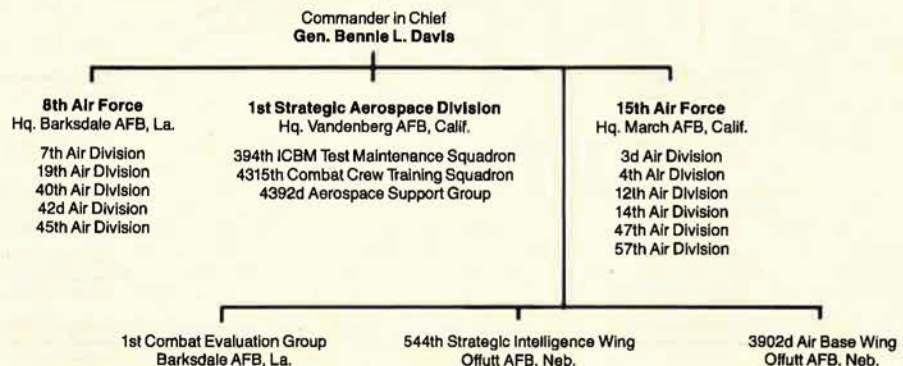 Commander in Chief
Gen. Bennie L. Davis
8th Air Force
Hq. Barksdale AFB, La.
7th Air Division
19th Air Division
40th Air Division
42d Air Division
45th Air Division
1st Strategic Aerospace Division
Hq. Vandenberg AFB, Calif.
394th ICBM Test Maintenance Squadron
4315th Combat Crew Training Squadron
4392d Aerospace Support Group
15th Air Force
Hq. March AFB, Calif.
3d Air Division
4th Air Division
12th Air Division
14th Air Division
47th Air Division
57th Air Division
1st Combat Evaluation Group
Barksdale AFB, La.
544th Strategic Intelligence Wing
Offutt AFB, Neb.
3902d Air Base Wing
Offutt AFB, Neb.